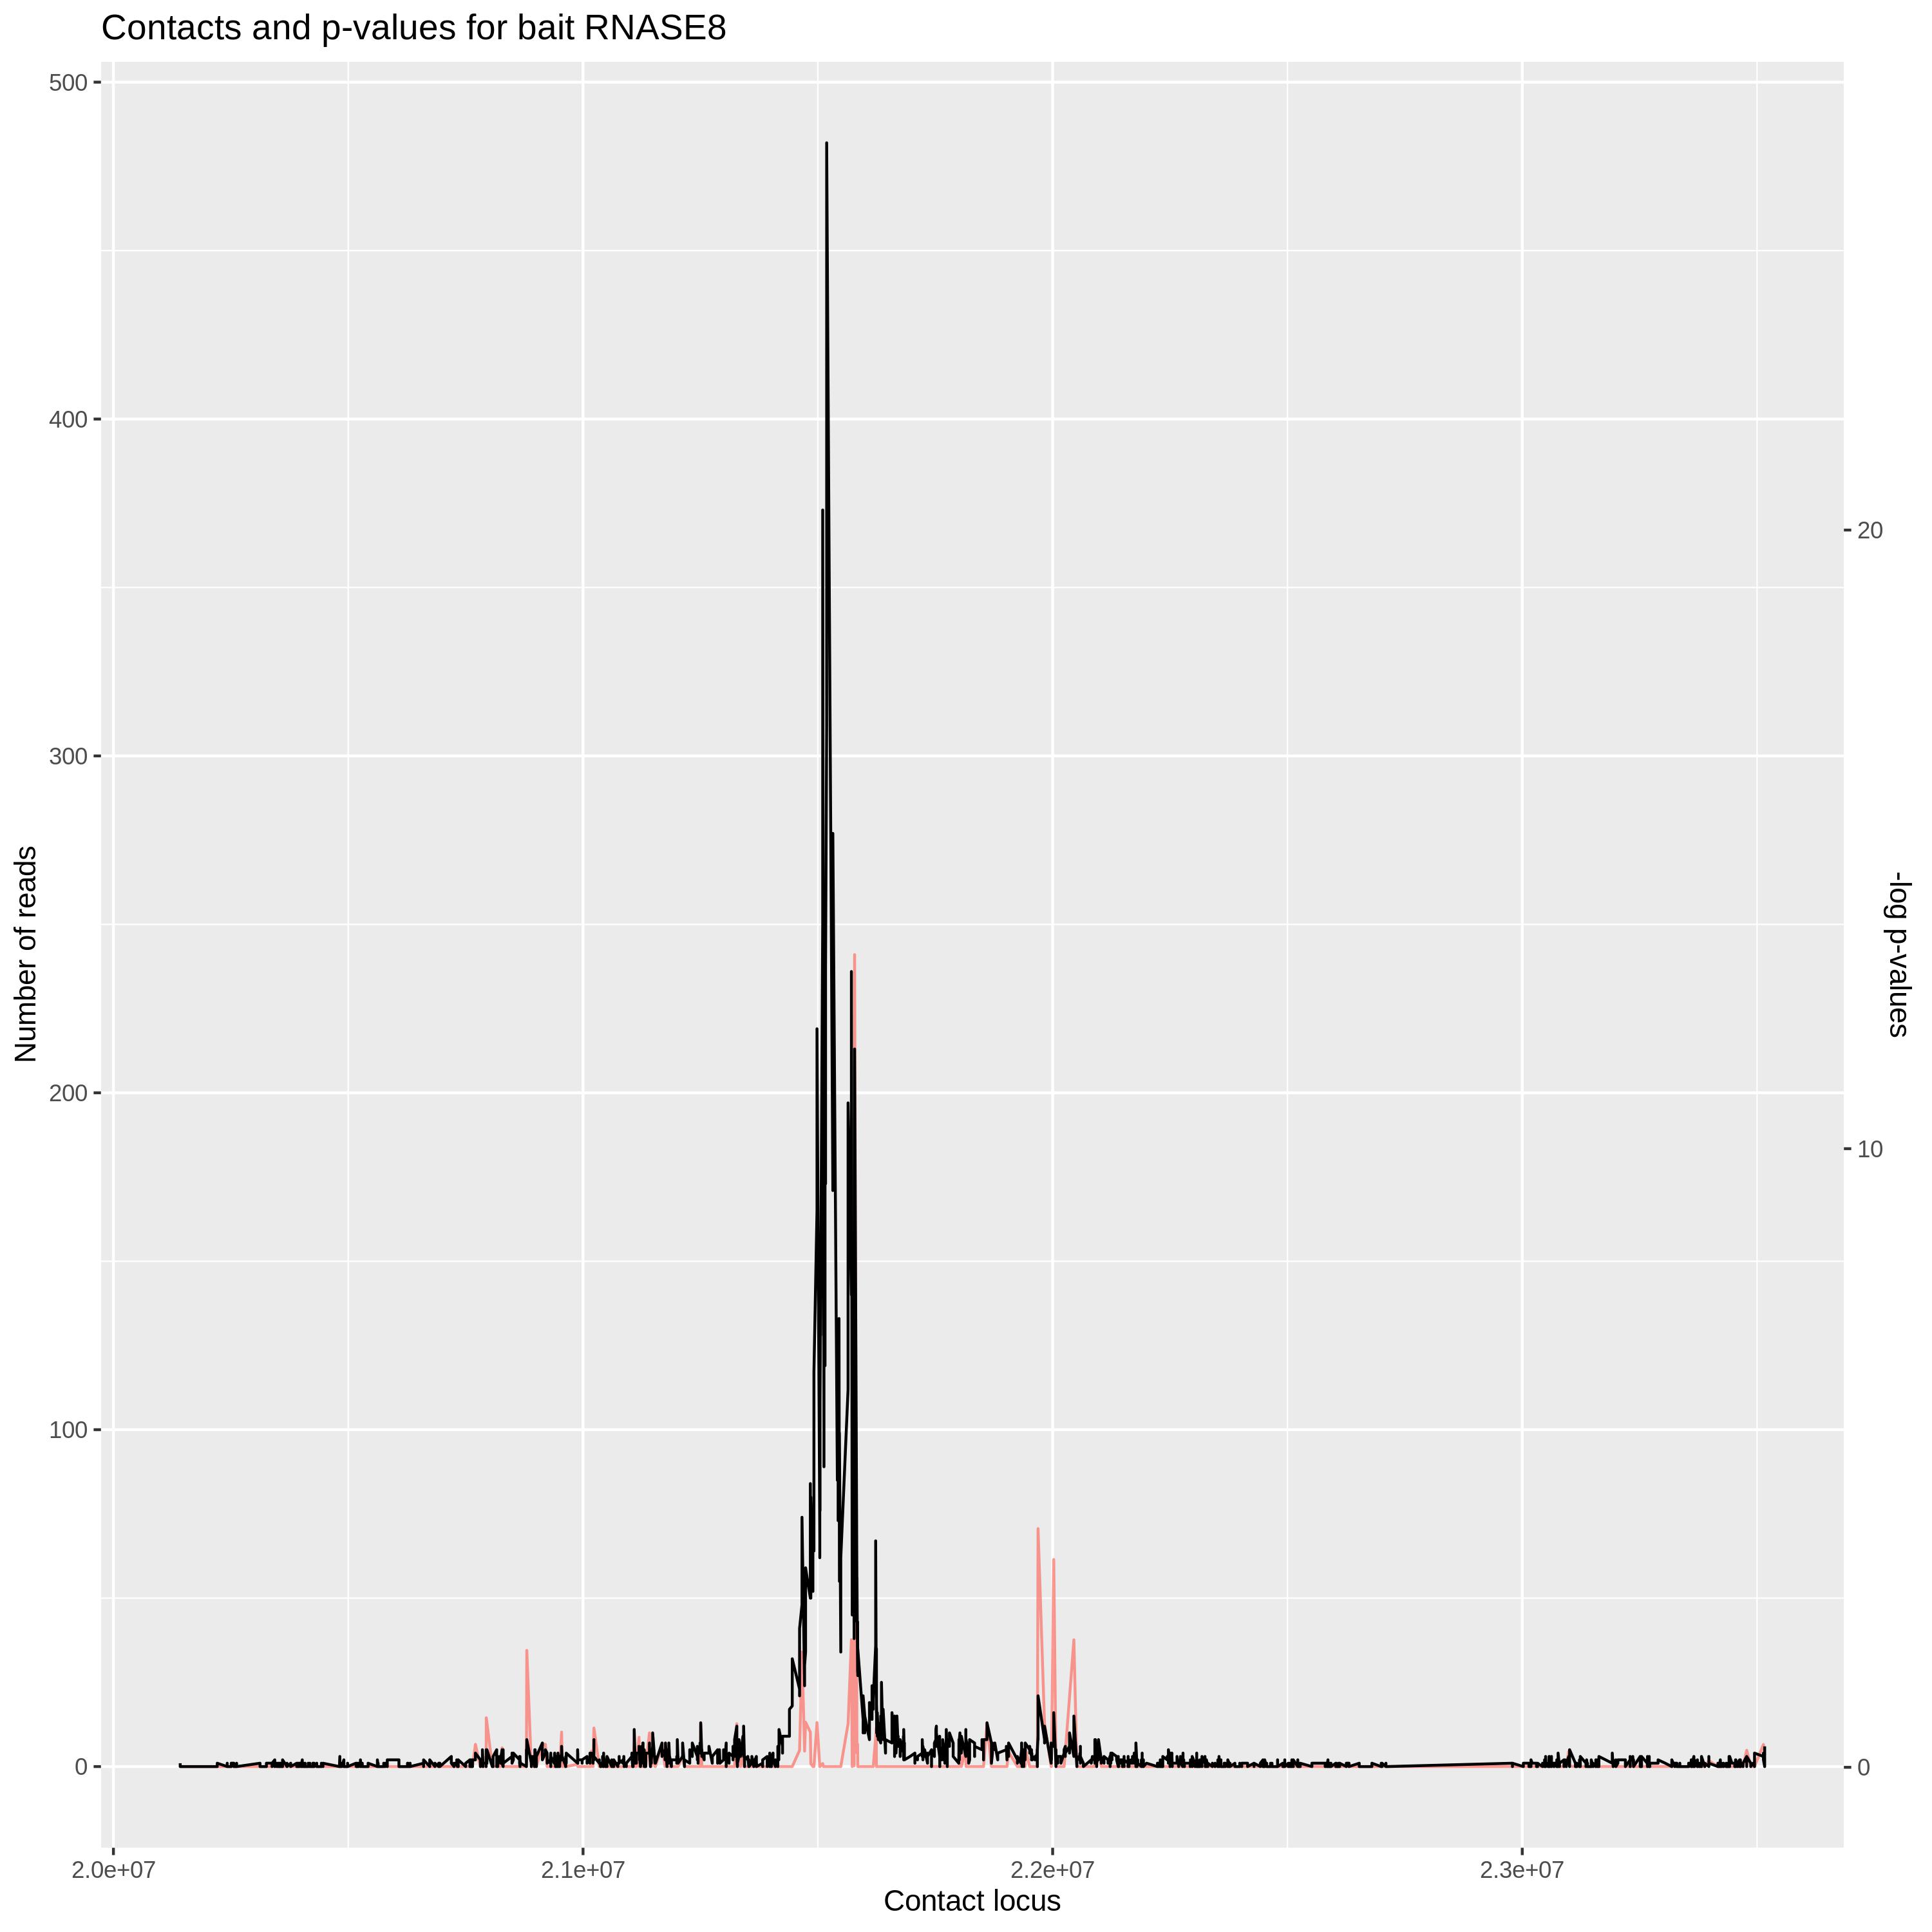 Contacts and p-values for bait RNASE8
500
400
300
200
100
0
Number of reads
20
10
0
-log p-values
2.0e+07
2.1e+07
2.2e+07
2.3e+07
Contact locus